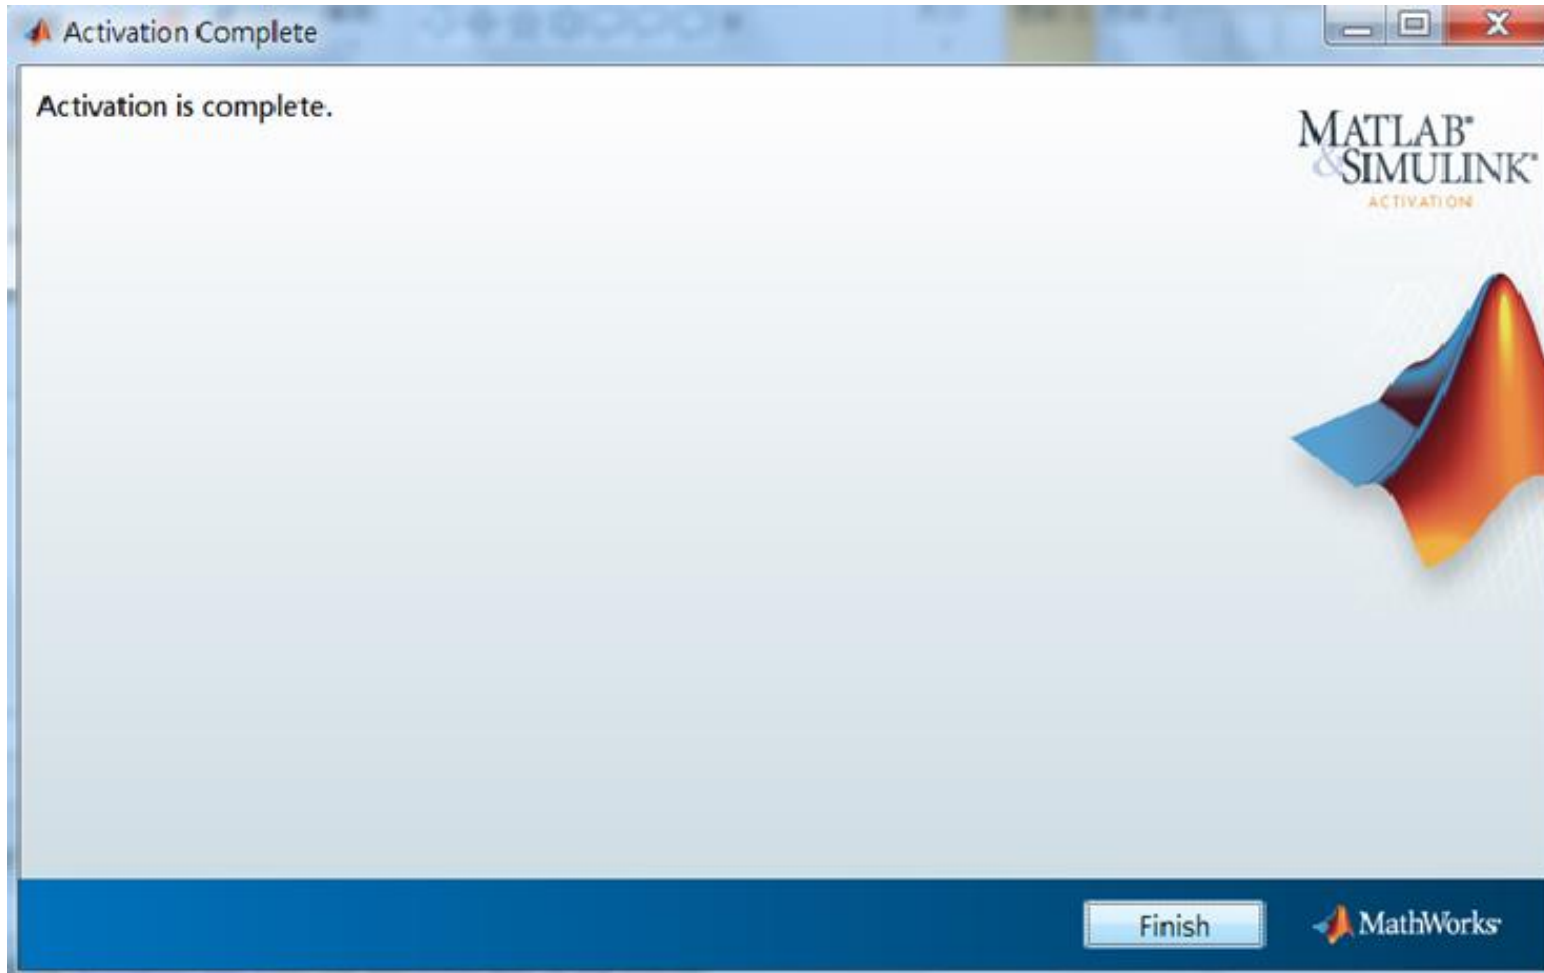 Activation Complete
Activation is complete.
MATLAB®
&SIMULINK®
ACTIVATION
Finish
MathWorks®